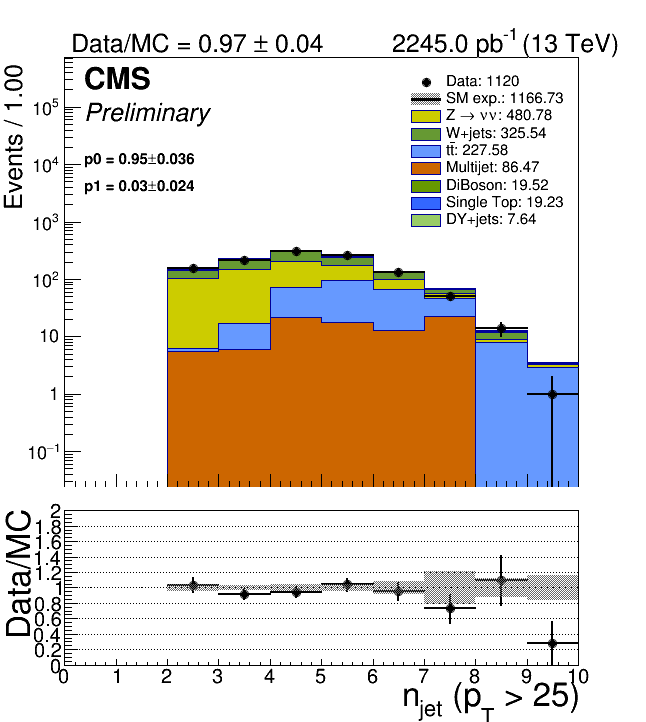 Data/MC = 0.97 ± 0.04 2245.0 pb⁻¹ (13 TeV)
CMS
Preliminary
p0 = 0.95±0.036
p1 = 0.03±0.024
Data: 1120
SM exp.: 1166.73
Z → νν: 480.78
W+jets: 325.54
tt̄: 227.58
Multijet: 86.47
DiBoson: 19.52
Single Top: 19.23
DY+jets: 7.64
Events / 1.00
10⁵
10⁴
10³
10²
10
1
10⁻¹
Data/MC
2
1.8
1.6
1.4
1.2
1
0.8
0.6
0.4
0.2
0
0 1 2 3 4 5 6 7 8 9 10
n_jet (p_T > 25)